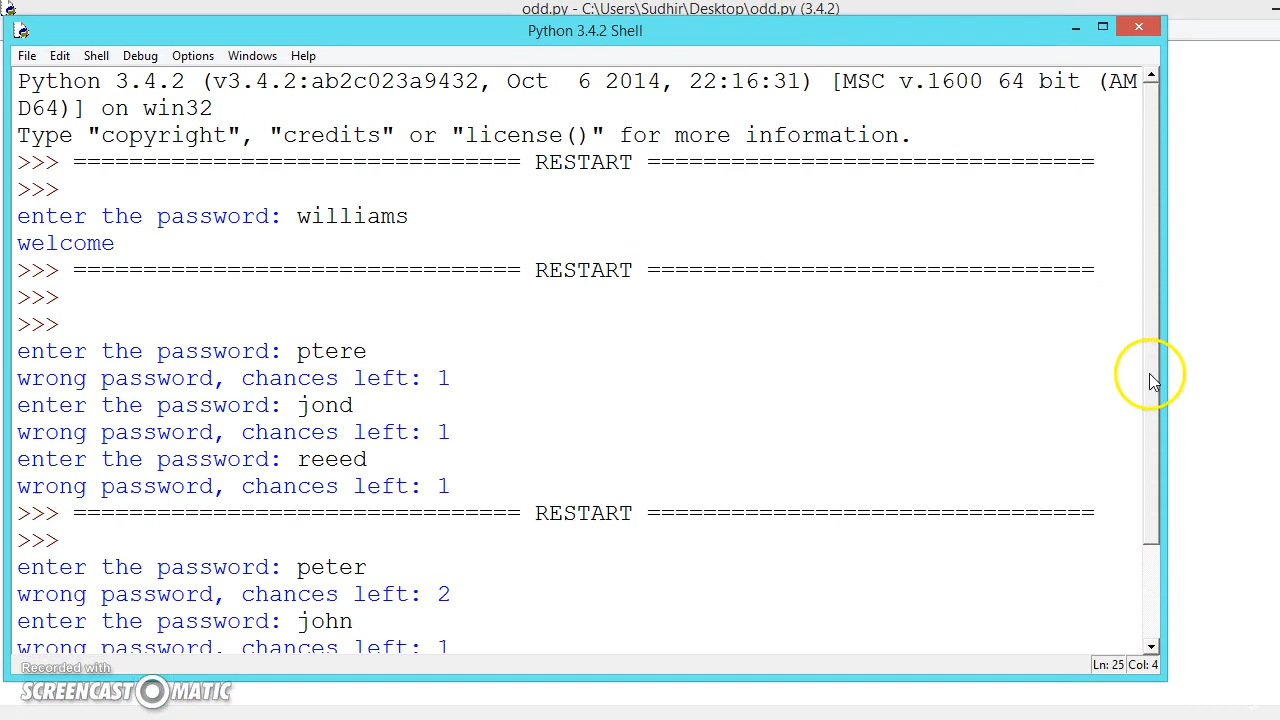 odd.py - C:\Users\Sudhir\Desktop\odd.py (3.4.2)
Python 3.4.2 Shell
File Edit Shell Debug Options Windows Help
Python 3.4.2 (v3.4.2:ab2c023a9432, Oct  6 2014, 22:16:31) [MSC v.1600 64 bit (AM
D64)] on win32
Type "copyright", "credits" or "license()" for more information.
>>> ================================ RESTART ================================
>>>
enter the password: williams
welcome
>>> ================================ RESTART ================================
>>>
>>>
enter the password: ptere
wrong password, chances left: 1
enter the password: jond
wrong password, chances left: 1
enter the password: reeed
wrong password, chances left: 1
>>> ================================ RESTART ================================
>>>
enter the password: peter
wrong password, chances left: 2
enter the password: john
wrong password, chances left: 1
Ln: 25 Col: 4
Recorded with
SCREENCAST MATIC